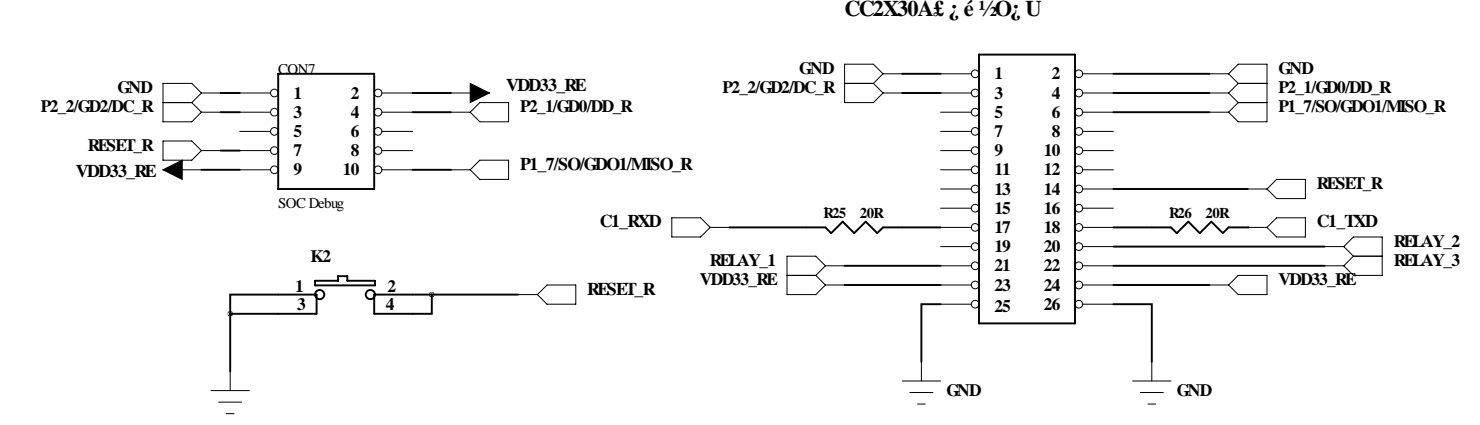 CC2X30A£ ¿ é ½Ó¿ Ú
CON7
GND 1 2 VDD33_RE
P2_2/GD2/DC_R 3 4 P2_1/GD0/DD_R
5 6
RESET_R 7 8
VDD33_RE 9 10 P1_7/SO/GDO1/MISO_R
SOC Debug
K2
1 2 RESET_R
3 4
GND 1 2 GND
P2_2/GD2/DC_R 3 4 P2_1/GD0/DD_R
5 6 P1_7/SO/GDO1/MISO_R
7 8
9 10
11 12
13 14 RESET_R
15 16
C1_RXD R25 20R 17 18 R26 20R C1_TXD
19 20 RELAY_2
RELAY_1 21 22 RELAY_3
VDD33_RE 23 24 VDD33_RE
25 26
GND GND